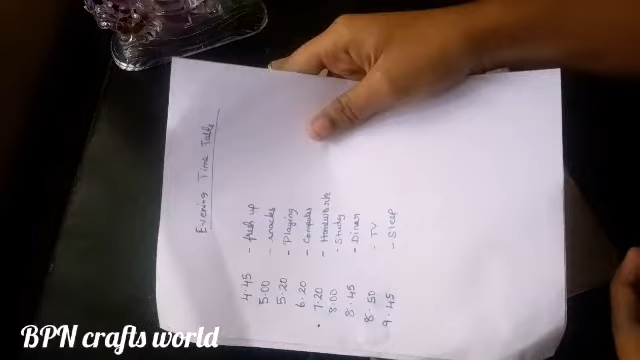 Evening Time Table
4.45 - fresh up
5.00 - snacks
5.20 - Playing
6.20 - Computer
7.20 - Homework
8.00 - Study
8.45 - Diner
8.50 - TV
9.45 - Sleep
BPN crafts world